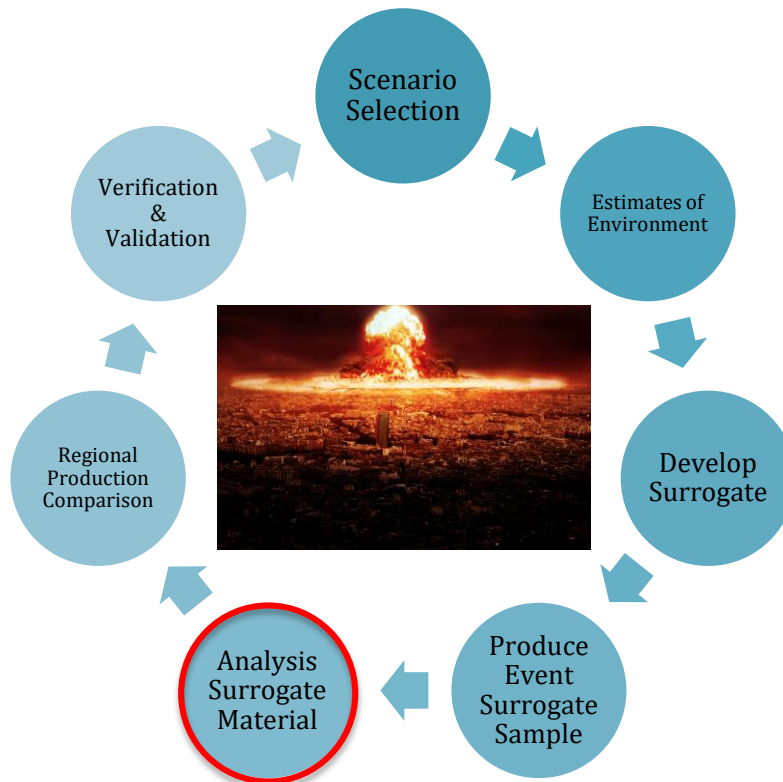 Scenario
Selection
Estimates of
Environment
Develop
Surrogate
Produce
Event
Surrogate
Sample
Analysis
Surrogate
Material
Regional
Production
Comparison
Verification
&
Validation